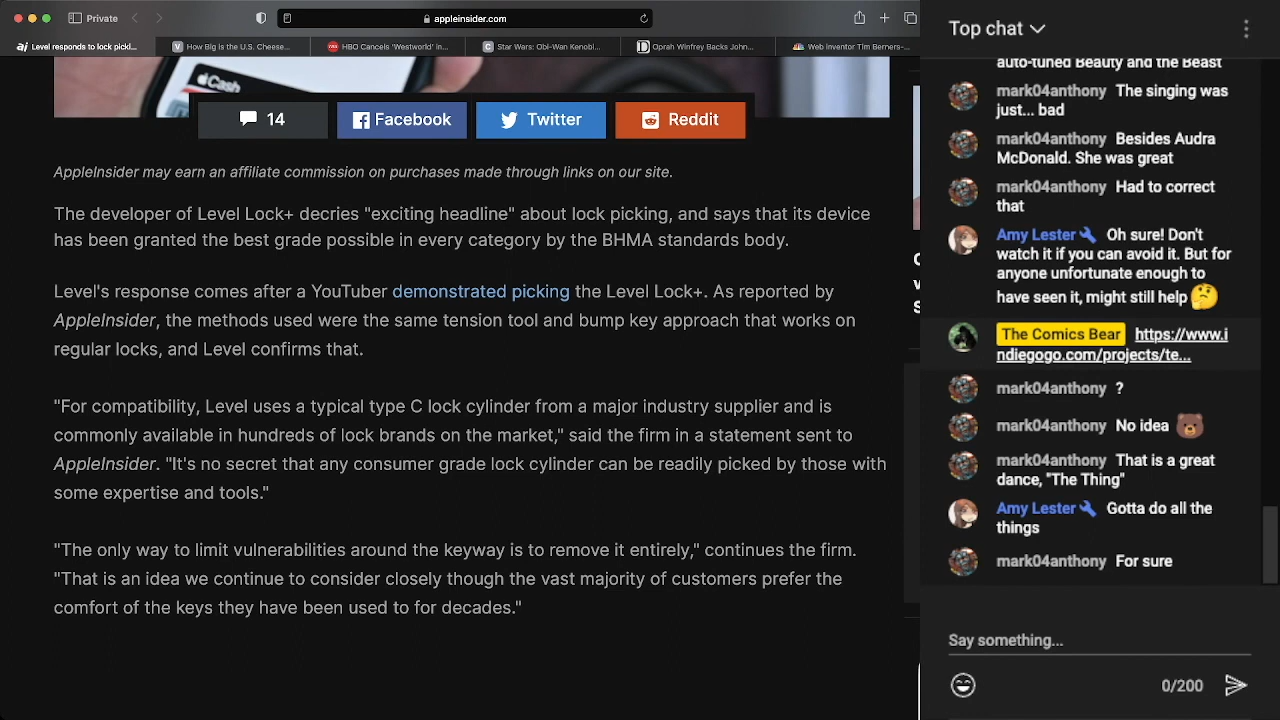 Private
appleinsider.com
Level responds to lock picki...
How Big Is the U.S. Cheese...
HBO Cancels 'Westworld' in...
Star Wars: Obi-Wan Kenobi...
Oprah Winfrey Backs John...
Web Inventor Tim Berners-...
Cash
14
Facebook
Twitter
Reddit
AppleInsider may earn an affiliate commission on purchases made through links on our site.
The developer of Level Lock+ decries "exciting headline" about lock picking, and says that its device
has been granted the best grade possible in every category by the BHMA standards body.
Level's response comes after a YouTuber demonstrated picking the Level Lock+. As reported by
AppleInsider, the methods used were the same tension tool and bump key approach that works on
regular locks, and Level confirms that.
"For compatibility, Level uses a typical type C lock cylinder from a major industry supplier and is
commonly available in hundreds of lock brands on the market," said the firm in a statement sent to
AppleInsider. "It's no secret that any consumer grade lock cylinder can be readily picked by those with
some expertise and tools."
"The only way to limit vulnerabilities around the keyway is to remove it entirely," continues the firm.
"That is an idea we continue to consider closely though the vast majority of customers prefer the
comfort of the keys they have been used to for decades."
Top chat
auto-tuned Beauty and the Beast
mark04anthony The singing was
just... bad
mark04anthony Besides Audra
McDonald. She was great
mark04anthony Had to correct
that
Amy Lester Oh sure! Don't
watch it if you can avoid it. But for
anyone unfortunate enough to
have seen it, might still help
The Comics Bear https://www.i
ndiegogo.com/projects/te...
mark04anthony ?
mark04anthony No idea
mark04anthony That is a great
dance, "The Thing"
Amy Lester Gotta do all the
things
mark04anthony For sure
Say something...
0/200